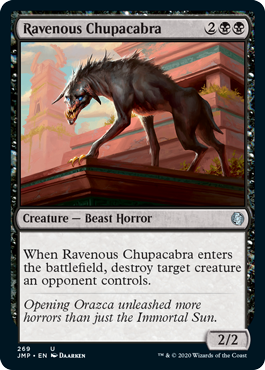 Ravenous Chupacabra 2
Creature — Beast Horror
When Ravenous Chupacabra enters
the battlefield, destroy target creature
an opponent controls.
Opening Orazca unleashed more
horrors than just the Immortal Sun.
2/2
269 U
JMP • EN DAARKEN ™ & © 2020 Wizards of the Coast